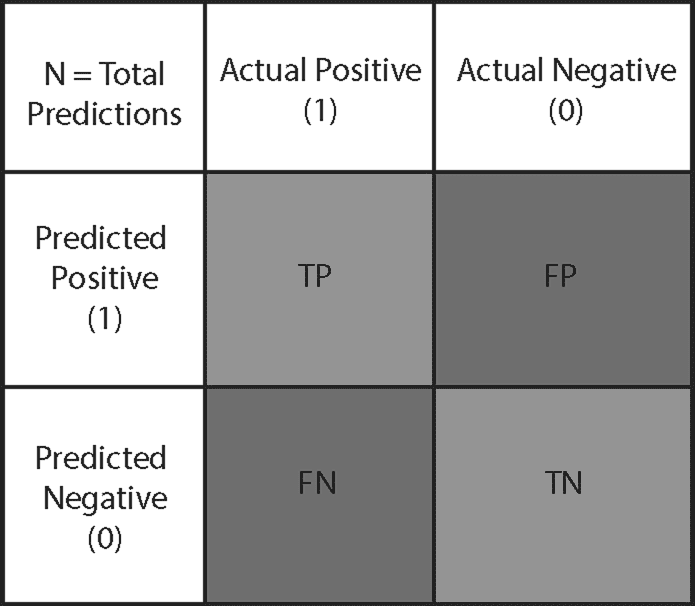 N = Total
Predictions
Actual Positive
(1)
Actual Negative
(0)
Predicted
Positive
(1)
TP
FP
Predicted
Negative
(0)
FN
TN